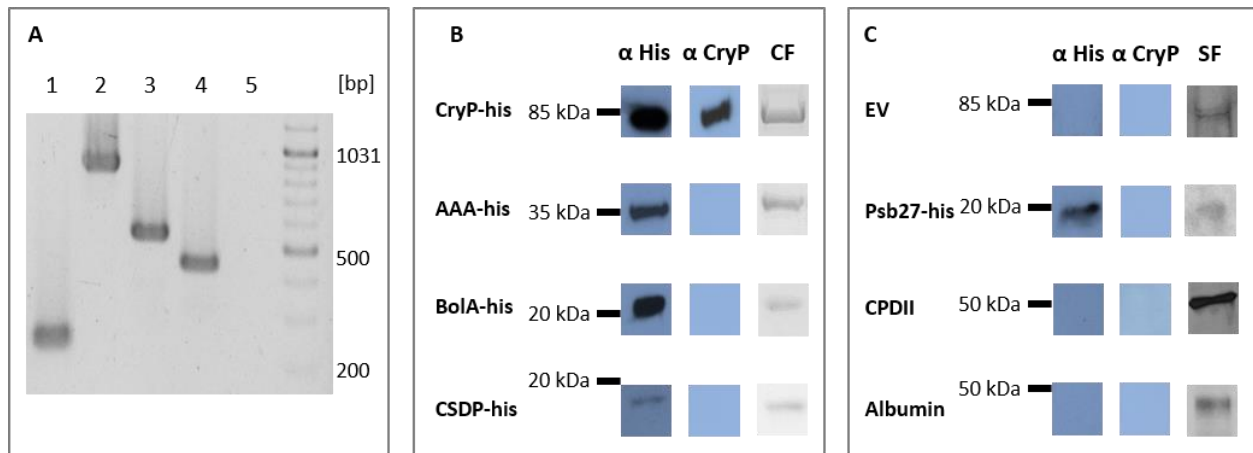 A
1 2 3 4 5 [bp]
1031
500
200
B
α His α CryP CF
CryP-his 85 kDa
AAA-his 35 kDa
BolA-his 20 kDa
20 kDa
CSDP-his
C
α His α CryP SF
EV 85 kDa
Psb27-his 20 kDa
CPDII 50 kDa
50 kDa
Albumin